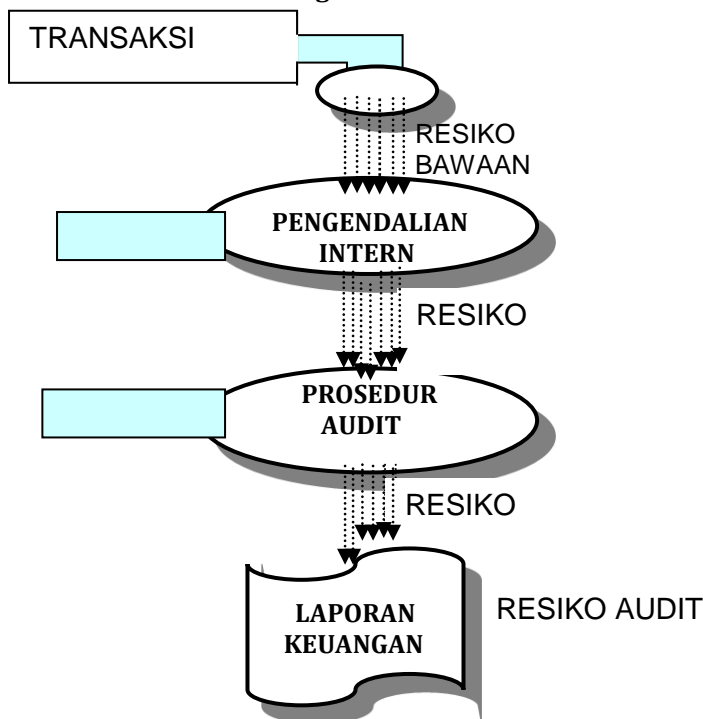 TRANSAKSI
RESIKO
BAWAAN
PENGENDALIAN
INTERN
RESIKO
PROSEDUR
AUDIT
RESIKO
LAPORAN
KEUANGAN
RESIKO AUDIT